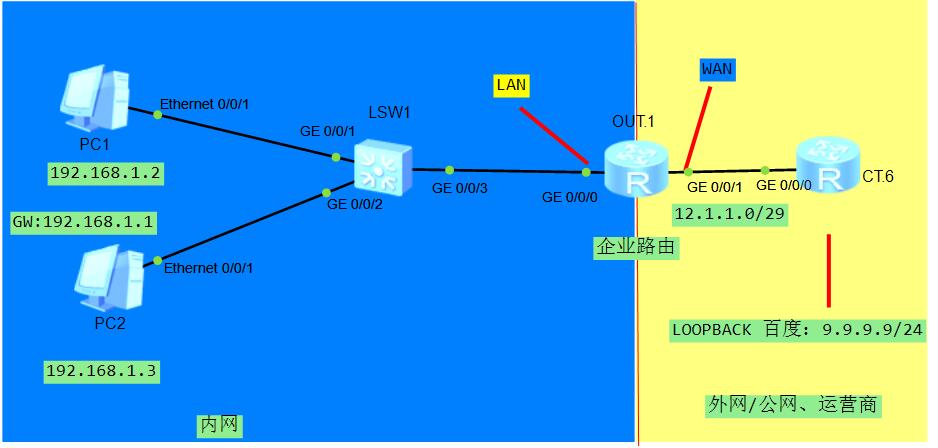 WAN
LAN
Ethernet 0/0/1
LSW1
OUT.1
GE 0/0/1
PC1
192.168.1.2
GE 0/0/3
GE 0/0/0
R
GE 0/0/1
GE 0/0/0
R
CT.6
GE 0/0/2
GW:192.168.1.1
12.1.1.0/29
企业路由
Ethernet 0/0/1
PC2
LOOPBACK 百度: 9.9.9.9/24
192.168.1.3
内网
外网/公网、运营商